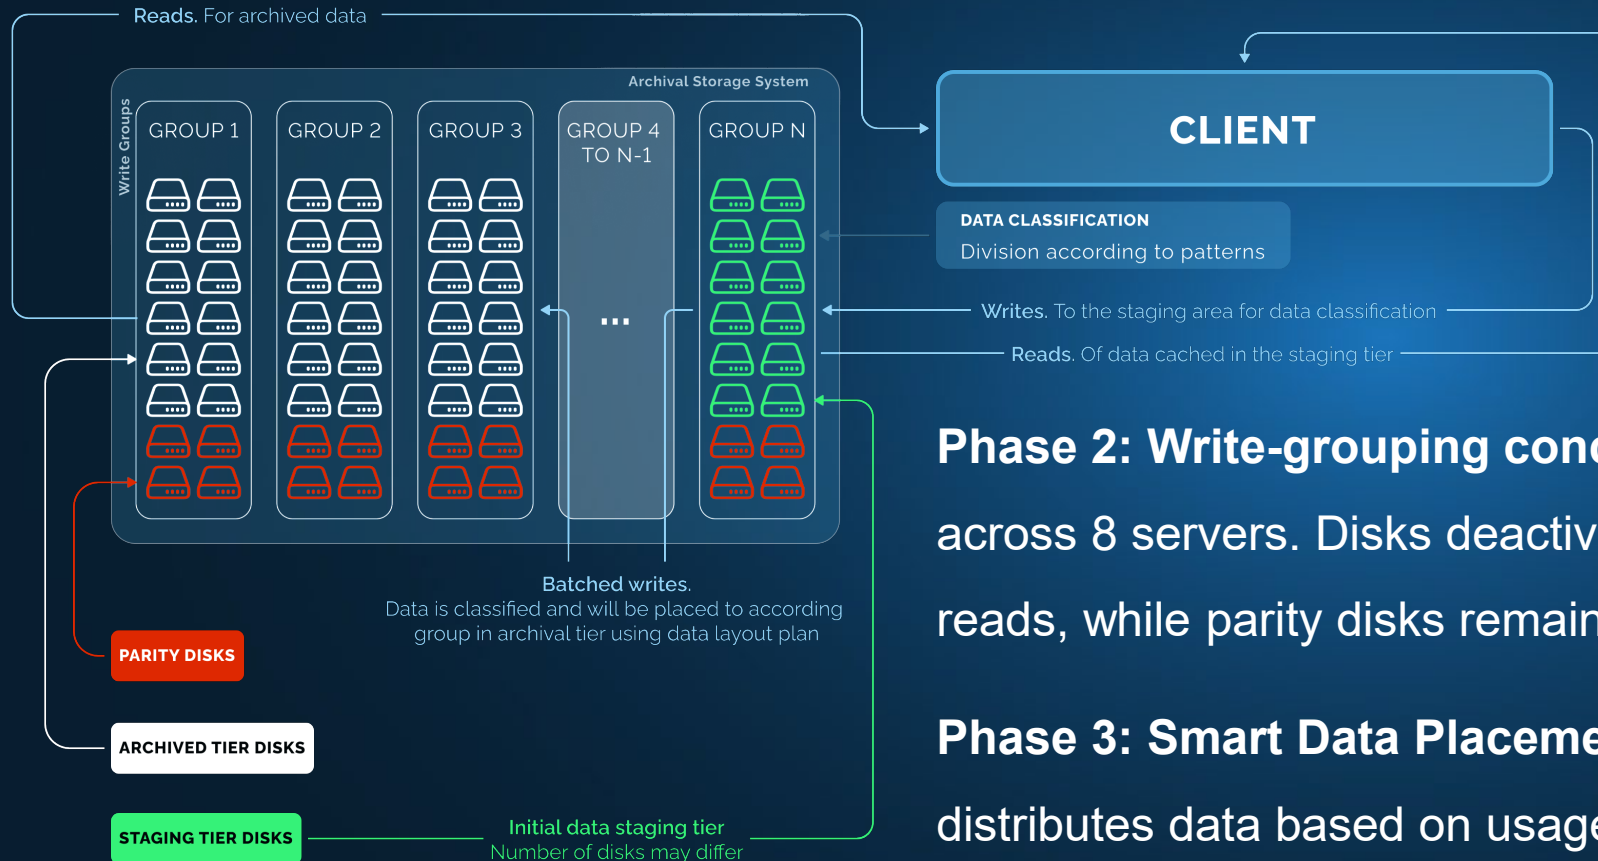 Reads. For archived data
Archival Storage System
Write Groups
GROUP 1
GROUP 2
GROUP 3
GROUP 4
TO N-1
GROUP N
...
CLIENT
DATA CLASSIFICATION
Division according to patterns
Writes. To the staging area for data classification
Reads. Of data cached in the staging tier
Batched writes.
Data is classified and will be placed to according
group in archival tier using data layout plan
PARITY DISKS
ARCHIVED TIER DISKS
STAGING TIER DISKS
Initial data staging tier
Number of disks may differ
Phase 2: Write-grouping
across 8 servers. Disks
reads, while parity disks remain
Phase 3: Smart Data
distributes data based on usage